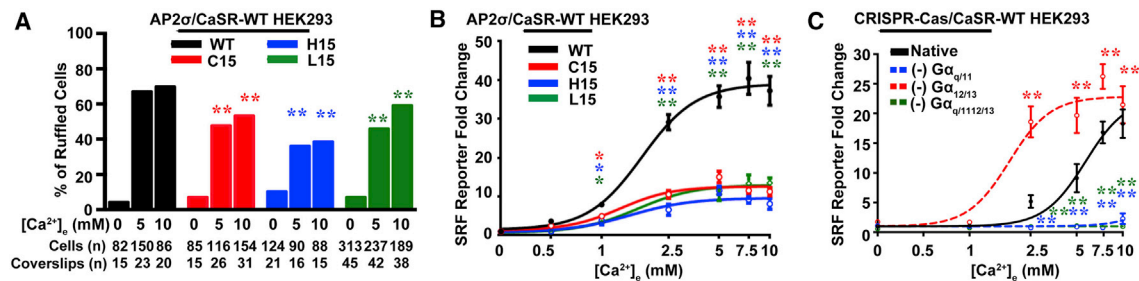 A
AP2σ/CaSR-WT HEK293
WT
H15
C15
L15
% of Ruffled Cells
100
80
60
40
20
0
** ** ** ** ** **
[Ca²⁺]e (mM) 0 5 10 0 5 10 0 5 10 0 5 10
Cells (n) 82 150 86 85 116 154 124 90 88 313 237 189
Coverslips (n) 15 23 20 15 26 31 21 16 15 45 42 38
B
AP2σ/CaSR-WT HEK293
WT
C15
H15
L15
SRF Reporter Fold Change
50
40
30
20
10
0
*
*
*
** ** ** **
** ** ** **
** ** ** **
0 0.5 1 2.5 5 7.5 10
[Ca²⁺]e (mM)
C
CRISPR-Cas/CaSR-WT HEK293
Native
(-) Gαq/11
(-) Gα12/13
(-) Gαq/1112/13
SRF Reporter Fold Change
40
30
20
10
0
** ** ** **
** ** ** **
** ** ** **
0 0.5 1 2.5 5 7.5 10
[Ca²⁺]e (mM)